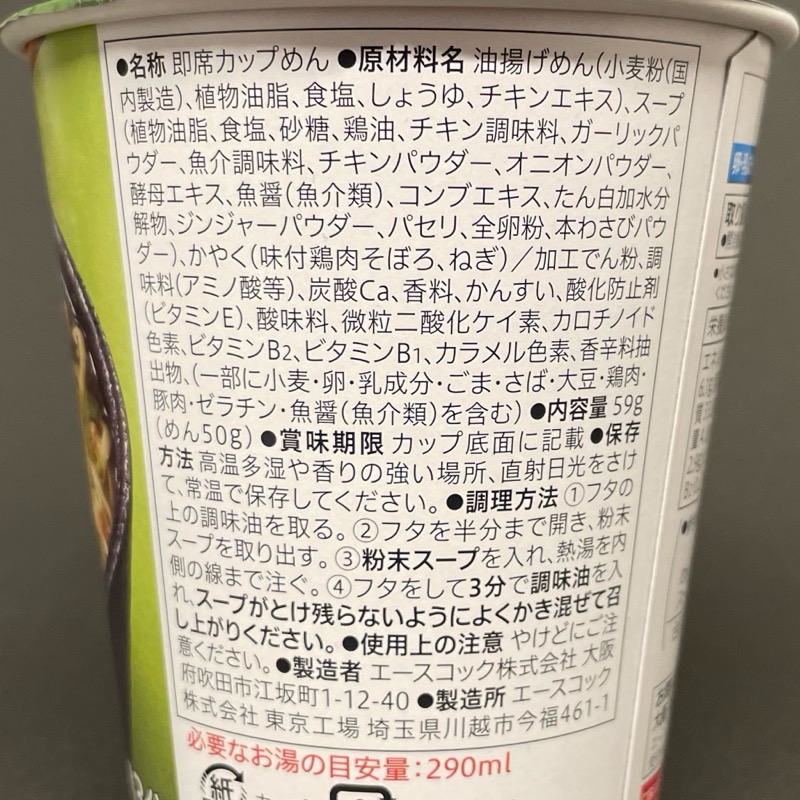 ●名称 即席カップめん ●原材料名 油揚げめん(小麦粉(国
内製造)、植物油脂、食塩、しょうゆ、チキンエキス)、スープ
(植物油脂、食塩、砂糖、鶏油、チキン調味料、ガーリックパ
ウダー、魚介調味料、チキンパウダー、オニオンパウダー、
酵母エキス、魚醤(魚介類)、コンブエキス、たん白加水分
解物、ジンジャーパウダー、パセリ、全卵粉、本わさびパウ
ダー)、かやく(味付鶏肉そぼろ、ねぎ)／加工でん粉、調
味料(アミノ酸等)、炭酸Ca、香料、かんすい、酸化防止剤
(ビタミンE)、酸味料、微粒二酸化ケイ素、カロチノイド
色素、ビタミンB2、ビタミンB1、カラメル色素、香辛料抽
出物、(一部に小麦・卵・乳成分・ごま・さば・大豆・鶏肉・
豚肉・ゼラチン・魚醤(魚介類)を含む) ●内容量 59g
(めん50g) ●賞味期限 カップ底面に記載 ●保存
方法 高温多湿や香りの強い場所、直射日光をさけ
て、常温で保存してください。 ●調理方法 ①フタの
上の調味油を取る。②フタを半分まで開き、粉末
スープを取り出す。③粉末スープを入れ、熱湯を内
側の線まで注ぐ。④フタをして3分で調味油を入
れ、スープがとけ残らないようによくかき混ぜて召
し上がりください。 ●使用上の注意 やけどにご注
意ください。 ●製造者 エースコック株式会社 大阪
府吹田市江坂町1-12-40 ●製造所 エースコック
株式会社 東京工場 埼玉県川越市今福461-1
必要なお湯の目安量：290ml
紙